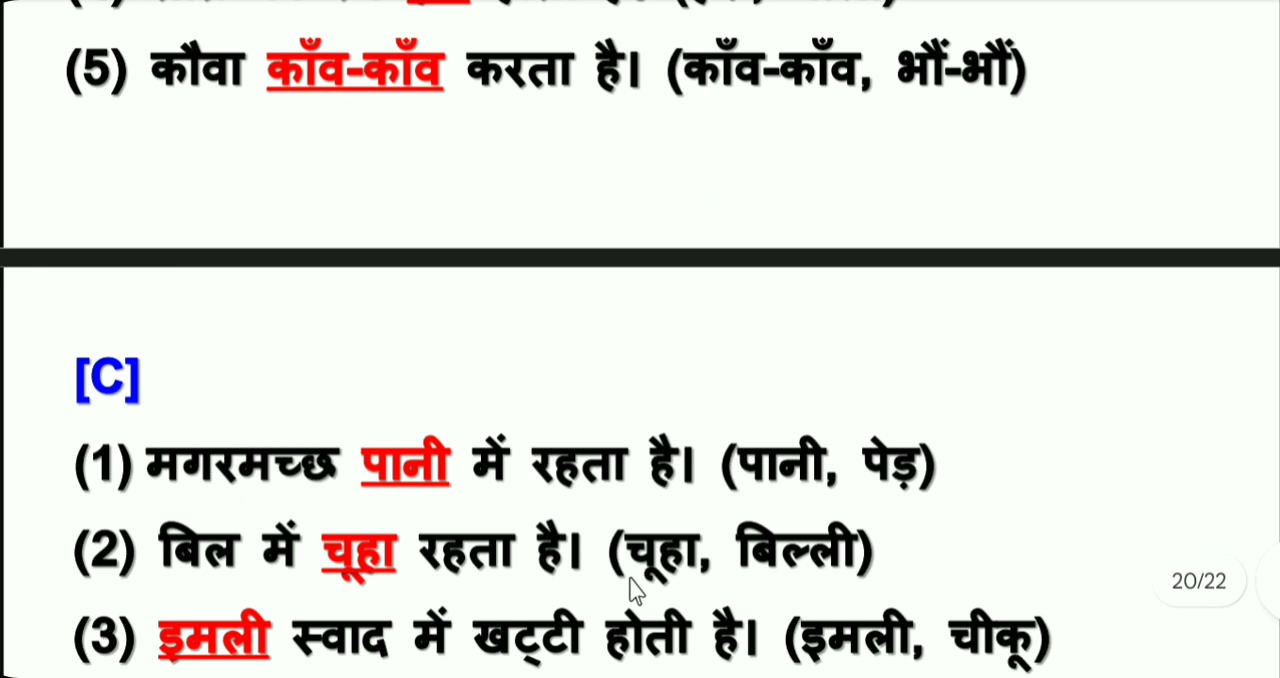 (5) कौवा काँव-काँव करता है। (काँव-काँव, भौं-भौं)
[C]
(1) मगरमच्छ पानी में रहता है। (पानी, पेड़)
(2) बिल में चूहा रहता है। (चूहा, बिल्ली)
20/22
(3) इमली स्वाद में खट्टी होती है। (इमली, चीकू)